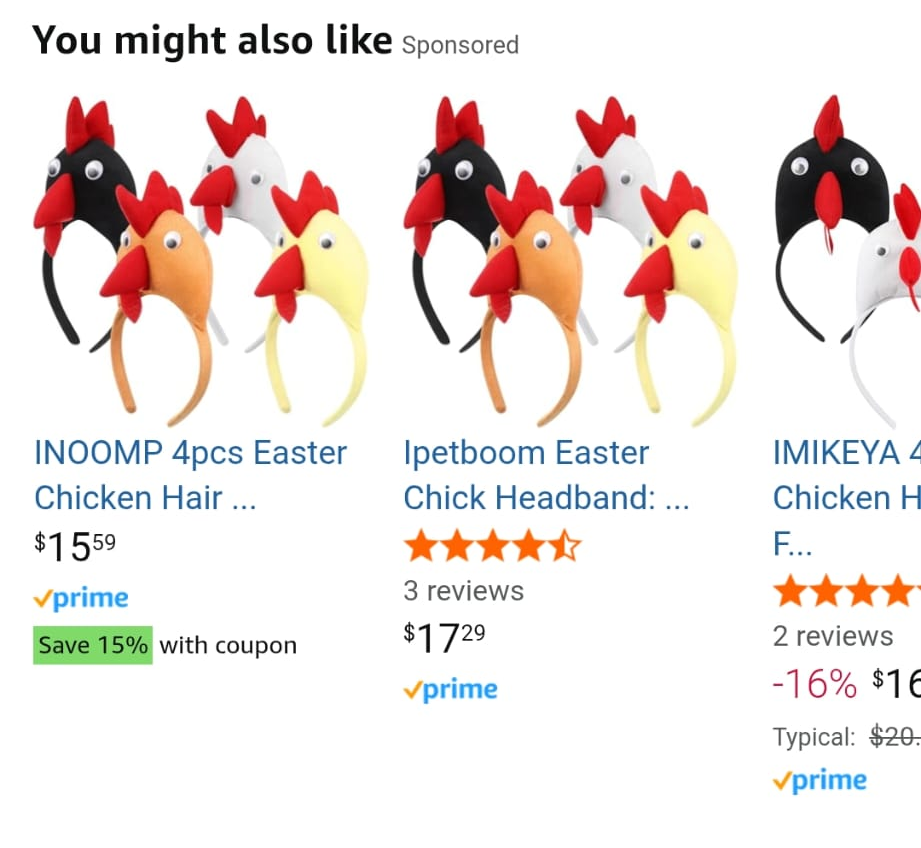 You might also like Sponsored
INOOMP 4pcs Easter
Chicken Hair ...
$15.59
prime
Save 15% with coupon
Ipetboom Easter
Chick Headband: ...
3 reviews
$17.29
prime
IMIKEYA 4
Chicken H
F...
2 reviews
-16% $16
Typical: $20.
prime